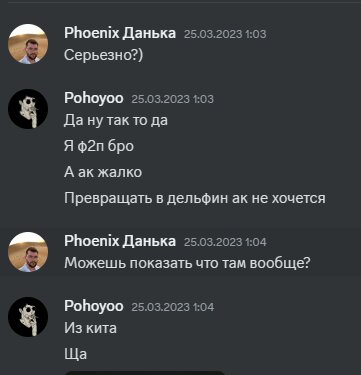 Phoenix Данька 25.03.2023 1:03
Серьезно?)
Pohoyoo 25.03.2023 1:03
Да ну так то да
Я ф2п бро
А ак жалко
Превращать в дельфин ак не хочется
Phoenix Данька 25.03.2023 1:04
Можешь показать что там вообще?
Pohoyoo 25.03.2023 1:04
Из кита
Ща